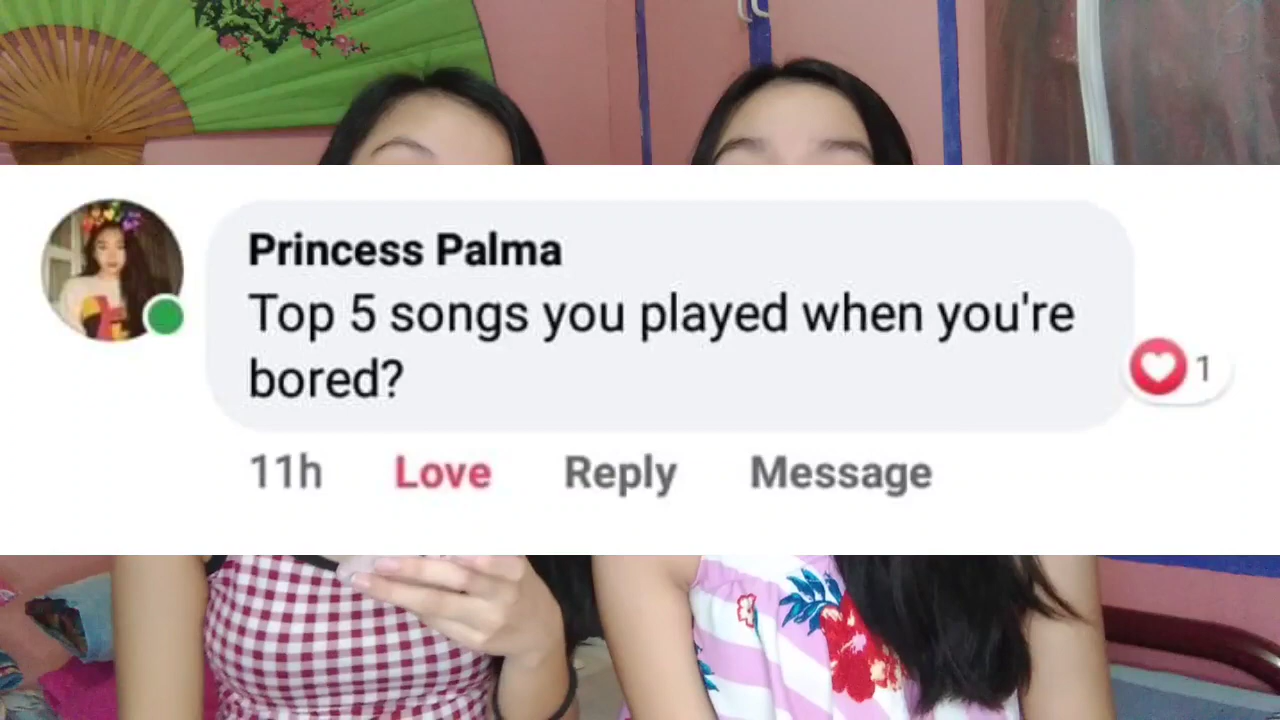 Princess Palma
Top 5 songs you played when you're
bored?
1
11h Love Reply Message